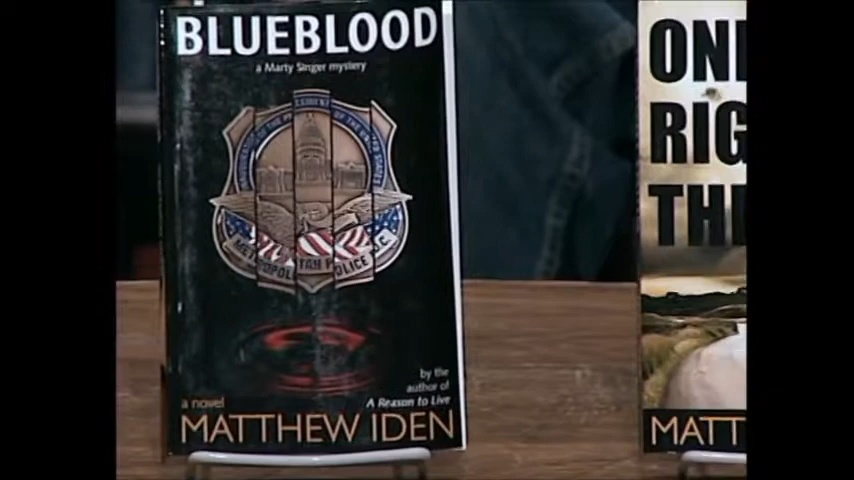 BLUEBLOOD
a Marty Singer mystery
METROPOLITAN POLICE D.C.
by the
author of
A Reason to Live
a novel
MATTHEW IDEN
ONE
RIG
THE
MATT